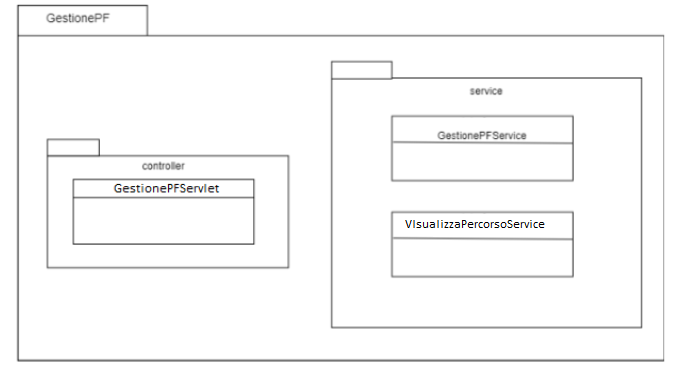 GestionePF
service
GestionePFService
controller
GestionePFServlet
VIsualizzaPercorsoService